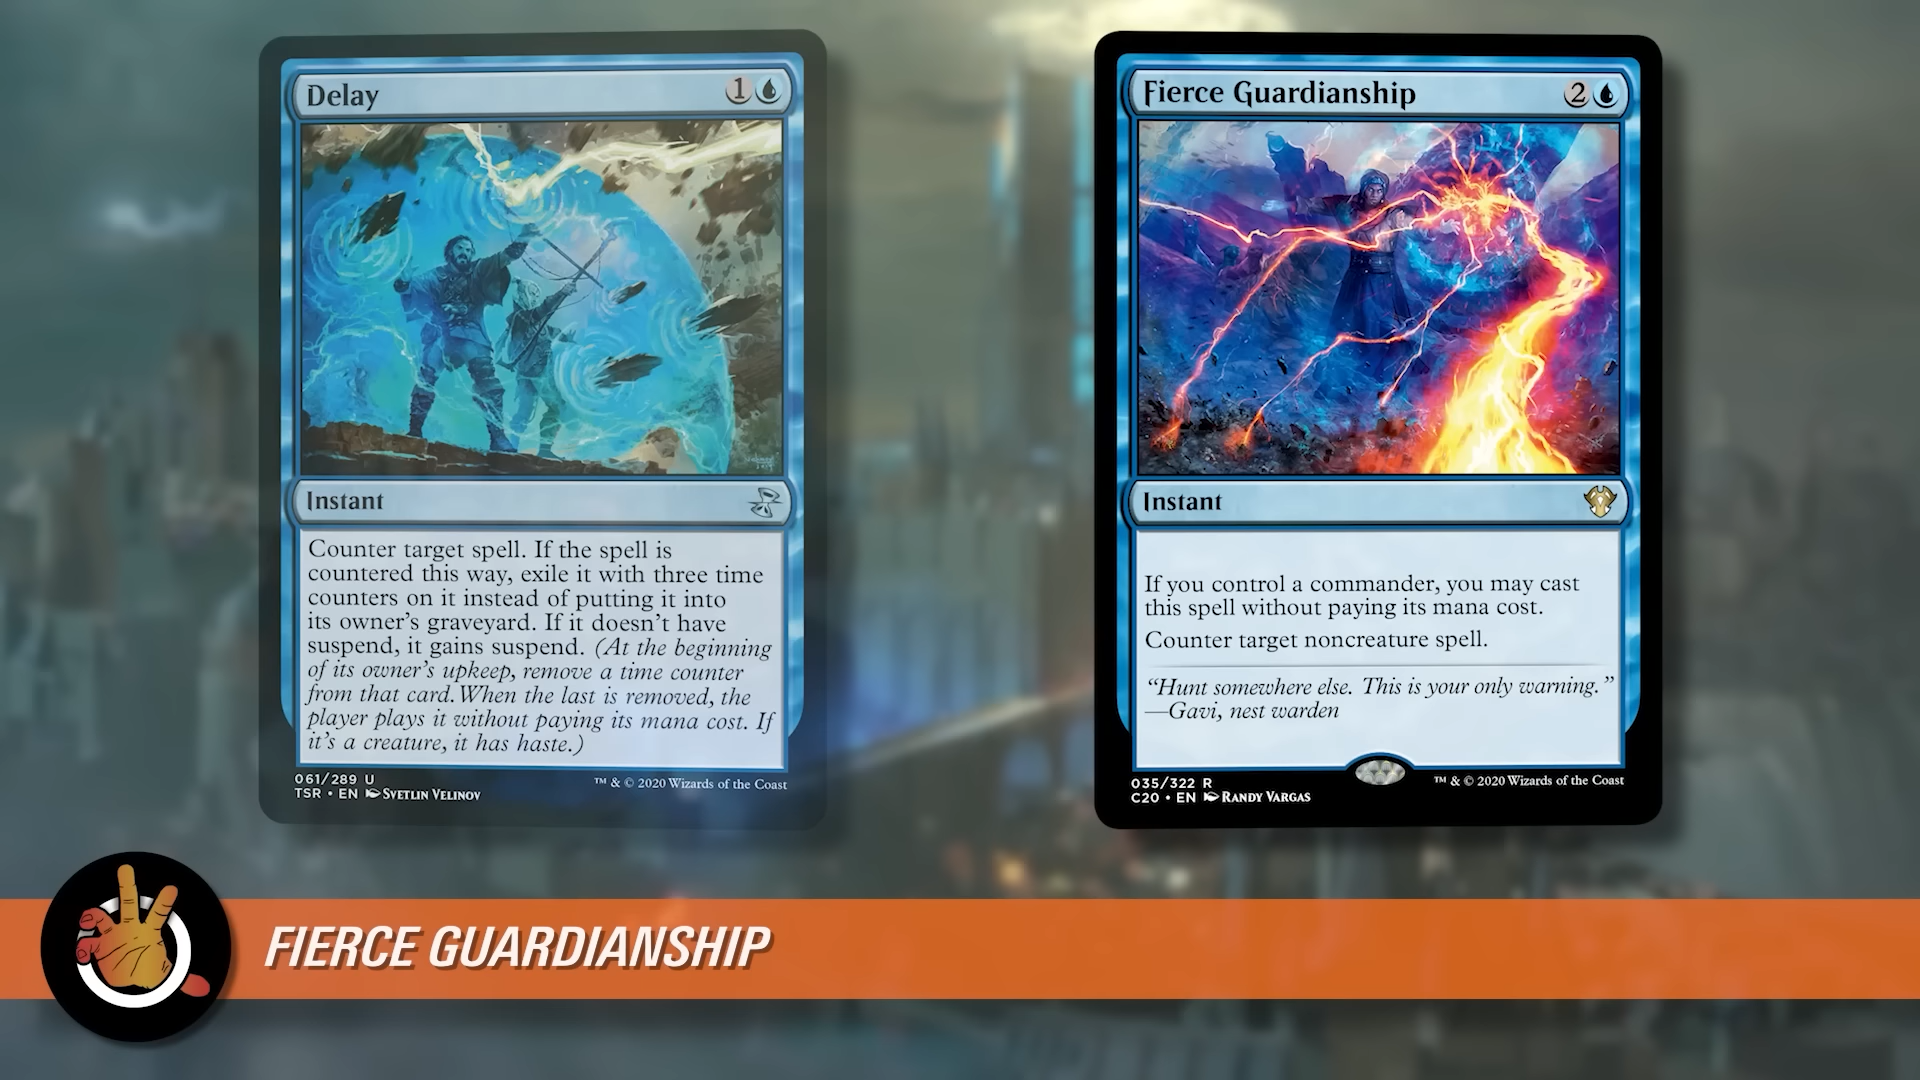 Delay
1
Counter target spell. If the spell is
countered this way, exile it with three time
counters on it instead of putting it into
its owner's graveyard. If it doesn't have
suspend, it gains suspend. (At the beginning
of its owner's upkeep, remove a time counter
from that card.When the last is removed, the
player plays it without paying its mana cost. If
it's a creature, it has haste.)
Instant
061/289 U
TSR • EN Svetlin Velinov
™ & © 2020 Wizards of the Coast
Fierce Guardianship
2
Instant
If you control a commander, you may cast
this spell without paying its mana cost.
Counter target noncreature spell.
“Hunt somewhere else. This is your only warning.”
—Gavi, nest warden
035/322 R
C20 • EN Randy Vargas
™ & © 2020 Wizards of the Coast
FIERCE GUARDIANSHIP